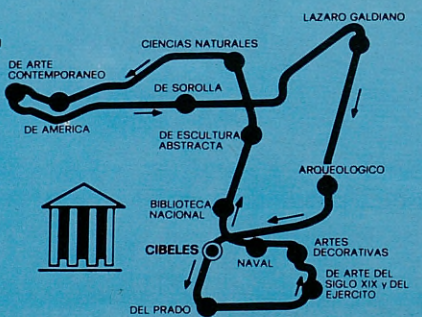 LAZARO GALDIANO
CIENCIAS NATURALES
DE ARTE
CONTEMPORANEO
DE SOROLLA
DE AMERICA
DE ESCULTURA
ABSTRACTA
ARQUEOLOGICO
BIBLIOTECA
NACIONAL
CIBELES
NAVAL
ARTES
DECORATIVAS
DE ARTE DEL
SIGLO XIX y DEL
EJERCITO
DEL PRADO